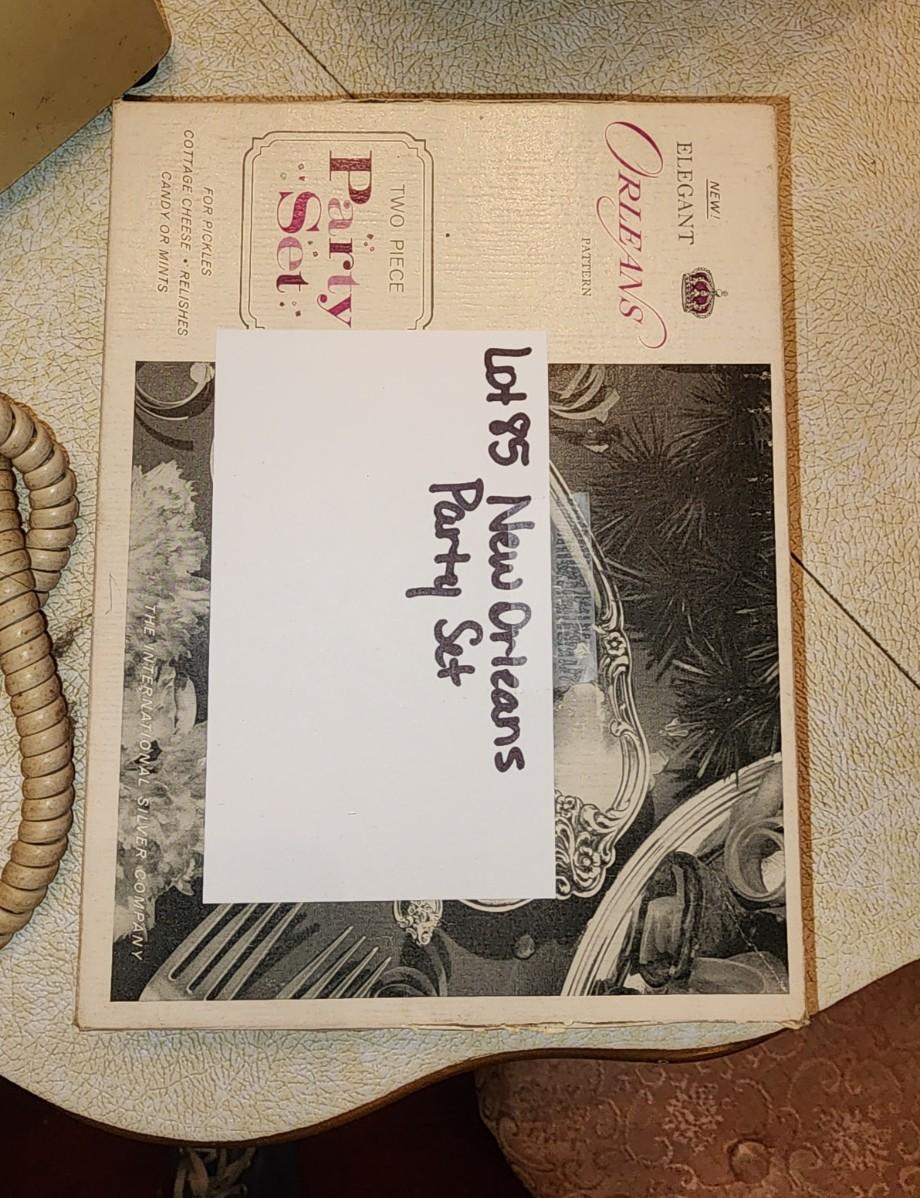 NEW!
ELEGANT
ORLEANS
PATTERN
TWO PIECE
Party
Set
FOR PICKLES
COTTAGE CHEESE • RELISHES
CANDY OR MINTS
Lot 85 New Orleans
Party Set
THE INTERNATIONAL SILVER COMPANY